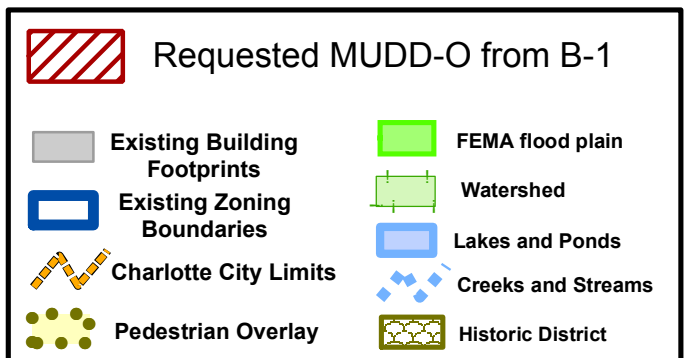 Requested MUDD-O from B-1
Existing Building
Footprints
Existing Zoning
Boundaries
Charlotte City Limits
Pedestrian Overlay
FEMA flood plain
Watershed
Lakes and Ponds
Creeks and Streams
Historic District